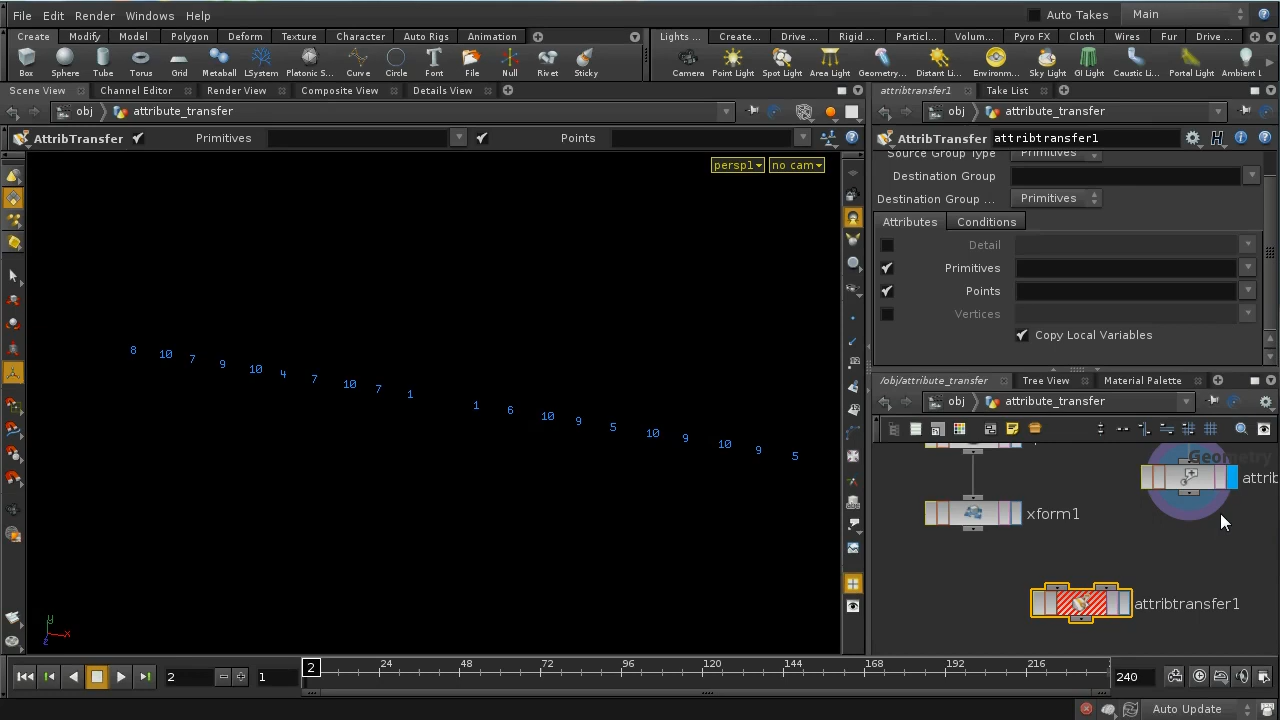 File Edit Render Windows Help
Auto Takes Main
Create Modify Model Polygon Deform Texture Character Auto Rigs Animation
Lights ... Create... Drive ... Rigid ... Particl... Volum... Pyro FX Cloth Wires Fur Drive ...
Box Sphere Tube Torus Grid Metaball LSystem Platonic S... Curve Circle Font File Null Rivet Sticky
Camera Point Light Spot Light Area Light Geometry... Distant Li... Environm... Sky Light GI Light Caustic Li... Portal Light Ambient L
Scene View Channel Editor Render View Composite View Details View
attribtransfer1 Take List
obj attribute_transfer
obj attribute_transfer
AttribTransfer Primitives Points
AttribTransfer attribtransfer1
persp1 no cam
Source Group Type Primitives
Destination Group
Destination Group ... Primitives
Attributes Conditions
Detail
Primitives
Points
Vertices
Copy Local Variables
8 10 7 9 10 4 7 10 7 1 1 6 10 9 5 10 9 10 9 5
/obj/attribute_transfer Tree View Material Palette
obj attribute_transfer
Geometry
attrib
xform1
attribtransfer1
y x z
2 1 2 24 48 72 96 120 144 168 192 216 240
Auto Update